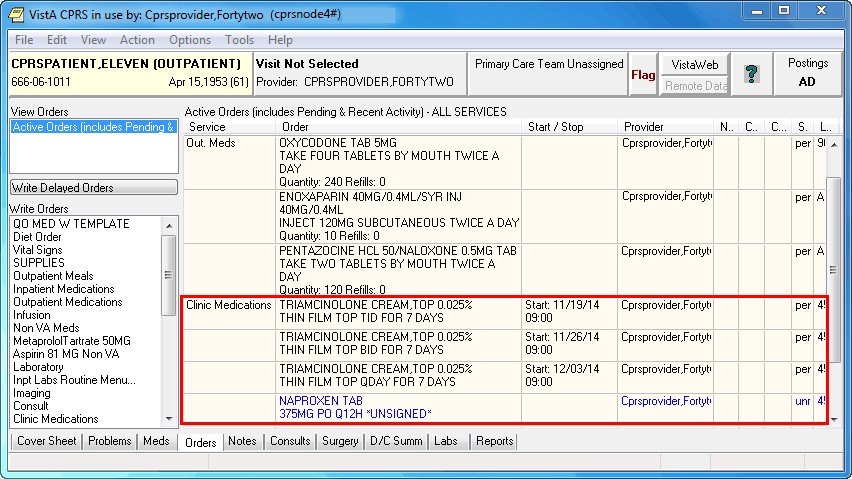 VistA CPRS in use by: Cprsprovider,Fortytwo (cprsnode4#)
File Edit View Action Options Tools Help
CPRSPATIENT,ELEVEN (OUTPATIENT)
666-06-1011 Apr 15,1953 (61)
Visit Not Selected
Provider: CPRSPROVIDER,FORTYTWO
Primary Care Team Unassigned
Flag
VistaWeb
Remote Data
?
Postings
AD
View Orders
Active Orders (includes Pending &
Write Delayed Orders
Write Orders
QO MED W TEMPLATE
Diet Order
Vital Signs
SUPPLIES
Outpatient Meals
Inpatient Medications
Outpatient Medications
Infusion
Non VA Meds
MetaprololTartrate 50MG
Aspirin 81 MG Non VA
Laboratory
Inpt Labs Routine Menu...
Imaging
Consult
Clinic Medications
Active Orders (includes Pending & Recent Activity) - ALL SERVICES
Service Order Start / Stop Provider N.. C.. C... S. L...
Out. Meds OXYCODONE TAB 5MG Cprsprovider,Fortyt per
TAKE FOUR TABLETS BY MOUTH TWICE A
DAY
Quantity: 240 Refills: 0
ENOXAPARIN 40MG/0.4ML/SYR INJ Cprsprovider,Fortyt per A
40MG/0.4ML
INJECT 120MG SUBCUTANEOUS TWICE A DAY
Quantity: 10 Refills: 0
PENTAZOCINE HCL 50/NALOXONE 0.5MG TAB Cprsprovider,Fortyt per A
TAKE TWO TABLETS BY MOUTH TWICE A
DAY
Quantity: 120 Refills: 0
Clinic Medications TRIAMCINOLONE CREAM,TOP 0.025% Start: 11/19/14 Cprsprovider,Fortyt per 45
THIN FILM TOP TID FOR 7 DAYS 09:00
TRIAMCINOLONE CREAM,TOP 0.025% Start: 11/26/14 Cprsprovider,Fortyt per 45
THIN FILM TOP BID FOR 7 DAYS 09:00
TRIAMCINOLONE CREAM,TOP 0.025% Start: 12/03/14 Cprsprovider,Fortyt per 45
THIN FILM TOP QDAY FOR 7 DAYS 09:00
NAPROXEN TAB Cprsprovider,Fortyt unr 45
375MG PO Q12H *UNSIGNED*
Cover Sheet Problems Meds Orders Notes Consults Surgery D/C Summ Labs Reports